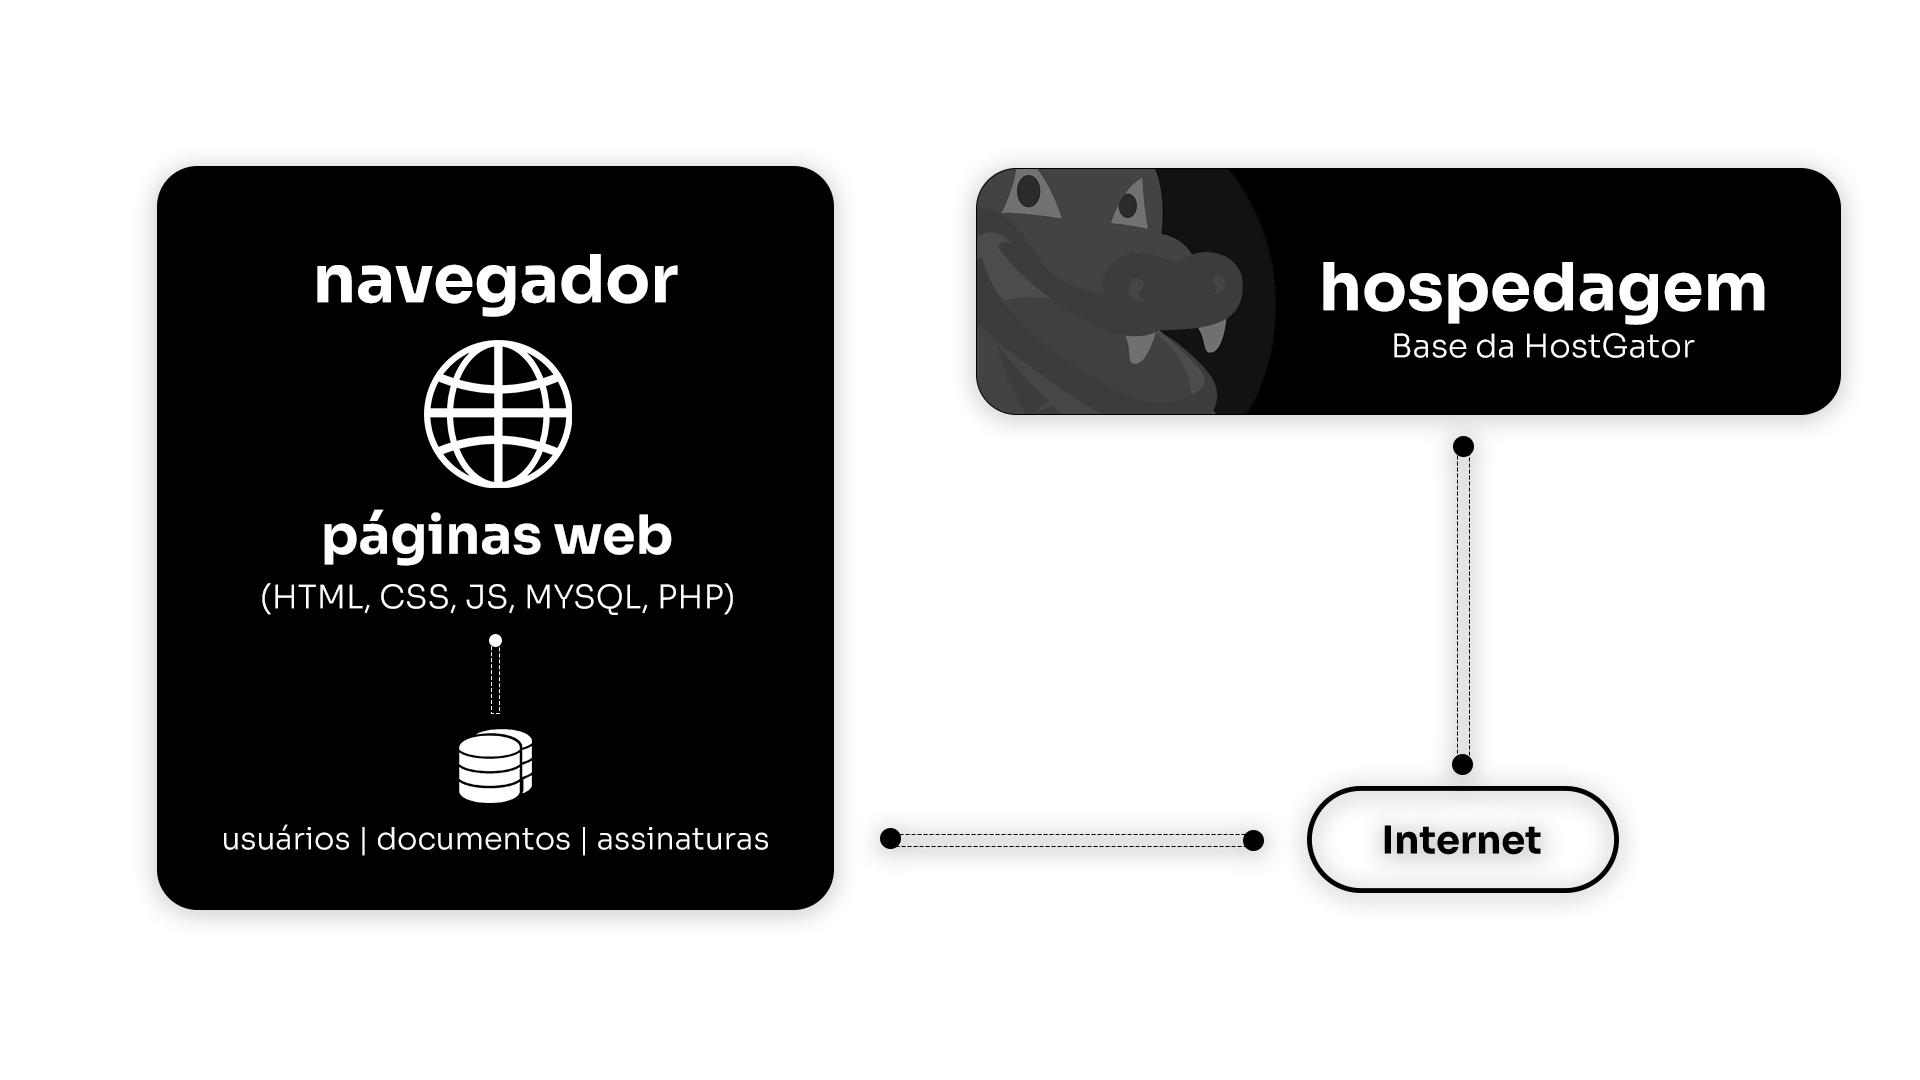 navegador
páginas web
(HTML, CSS, JS, MYSQL, PHP)
usuários | documentos | assinaturas
hospedagem
Base da HostGator
Internet